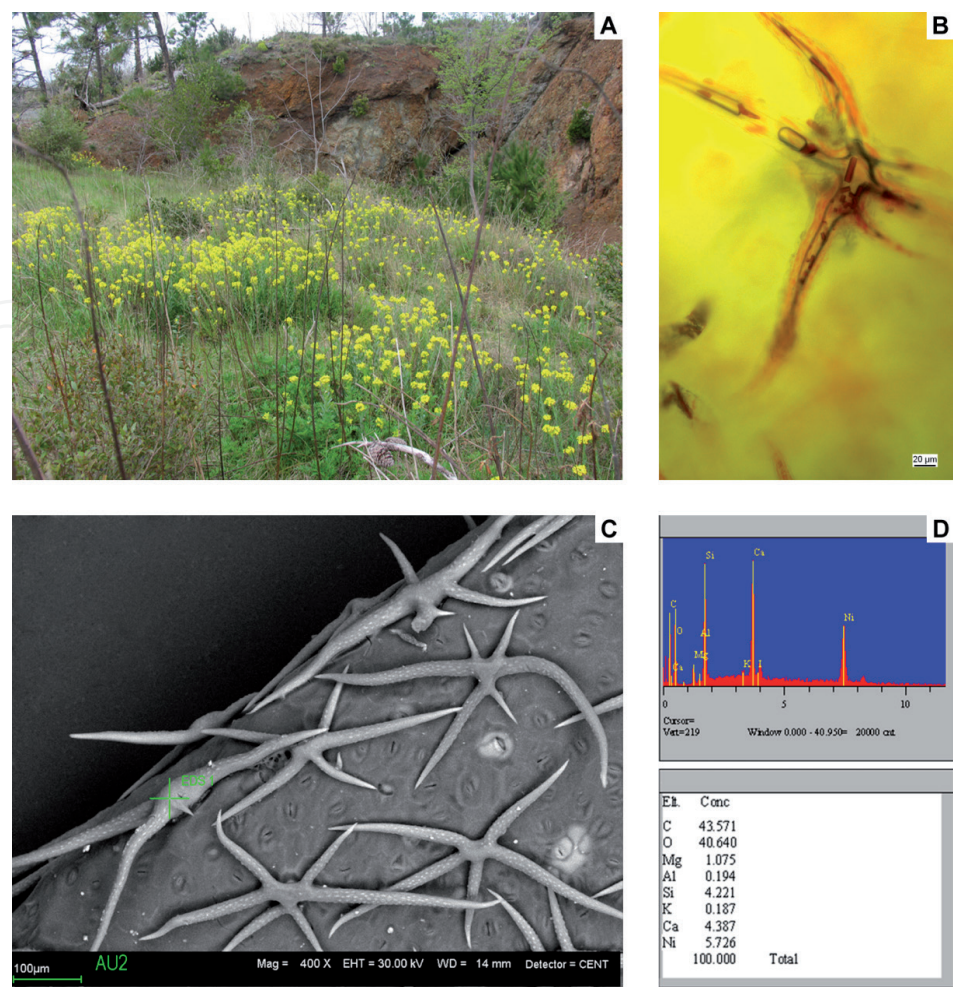 A
B
20 µm
C
EDS 1
100µm
AU2
Mag = 400 X EHT = 30.00 kV WD = 14 mm Detector = CENT
D
Si
Ca
C
O
Al
Ni
Ca
Mg
K
0 5 10
Cursor=
Vert=219 Window 0.000 - 40.950= 20000 cnt
Elt. Conc
C 43.571
O 40.640
Mg 1.075
Al 0.194
Si 4.221
K 0.187
Ca 4.387
Ni 5.726
100.000 Total